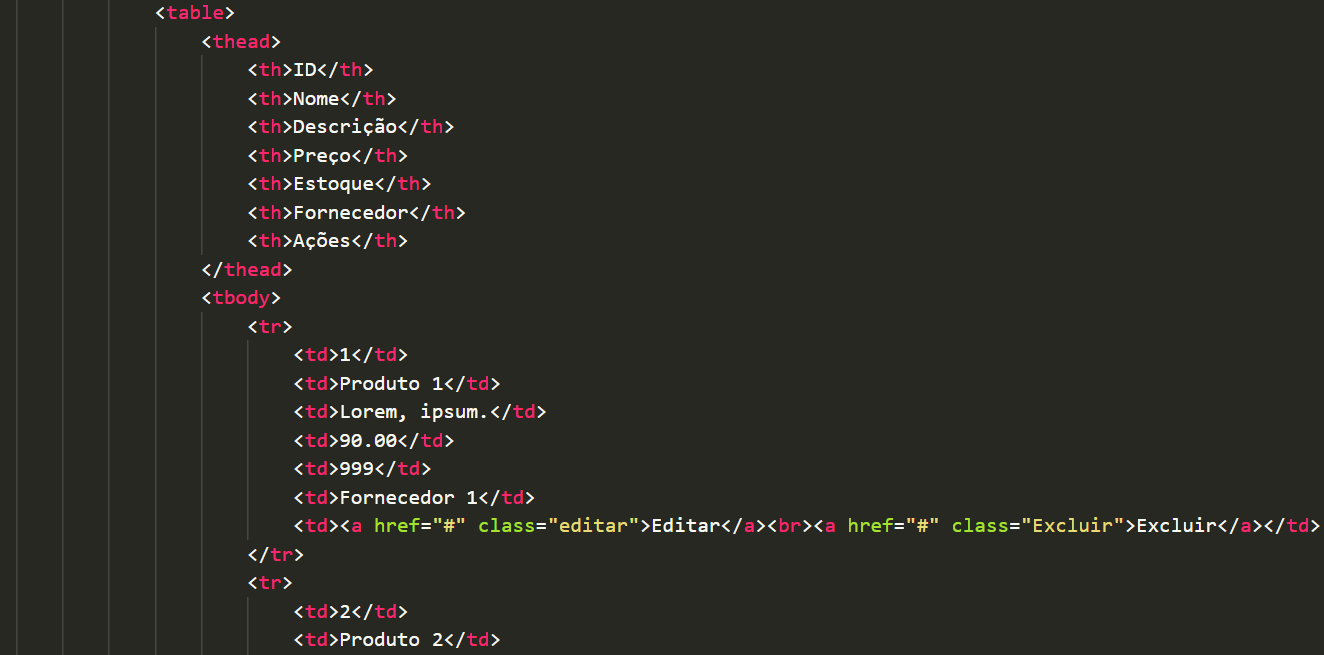 <table>
<thead>
<th>ID</th>
<th>Nome</th>
<th>Descrição</th>
<th>Preço</th>
<th>Estoque</th>
<th>Fornecedor</th>
<th>Ações</th>
</thead>
<tbody>
<tr>
<td>1</td>
<td>Produto 1</td>
<td>Lorem, ipsum.</td>
<td>90.00</td>
<td>999</td>
<td>Fornecedor 1</td>
<td><a href="#" class="editar">Editar</a><br><a href="#" class="Excluir">Excluir</a></td>
</tr>
<tr>
<td>2</td>
<td>Produto 2</td>